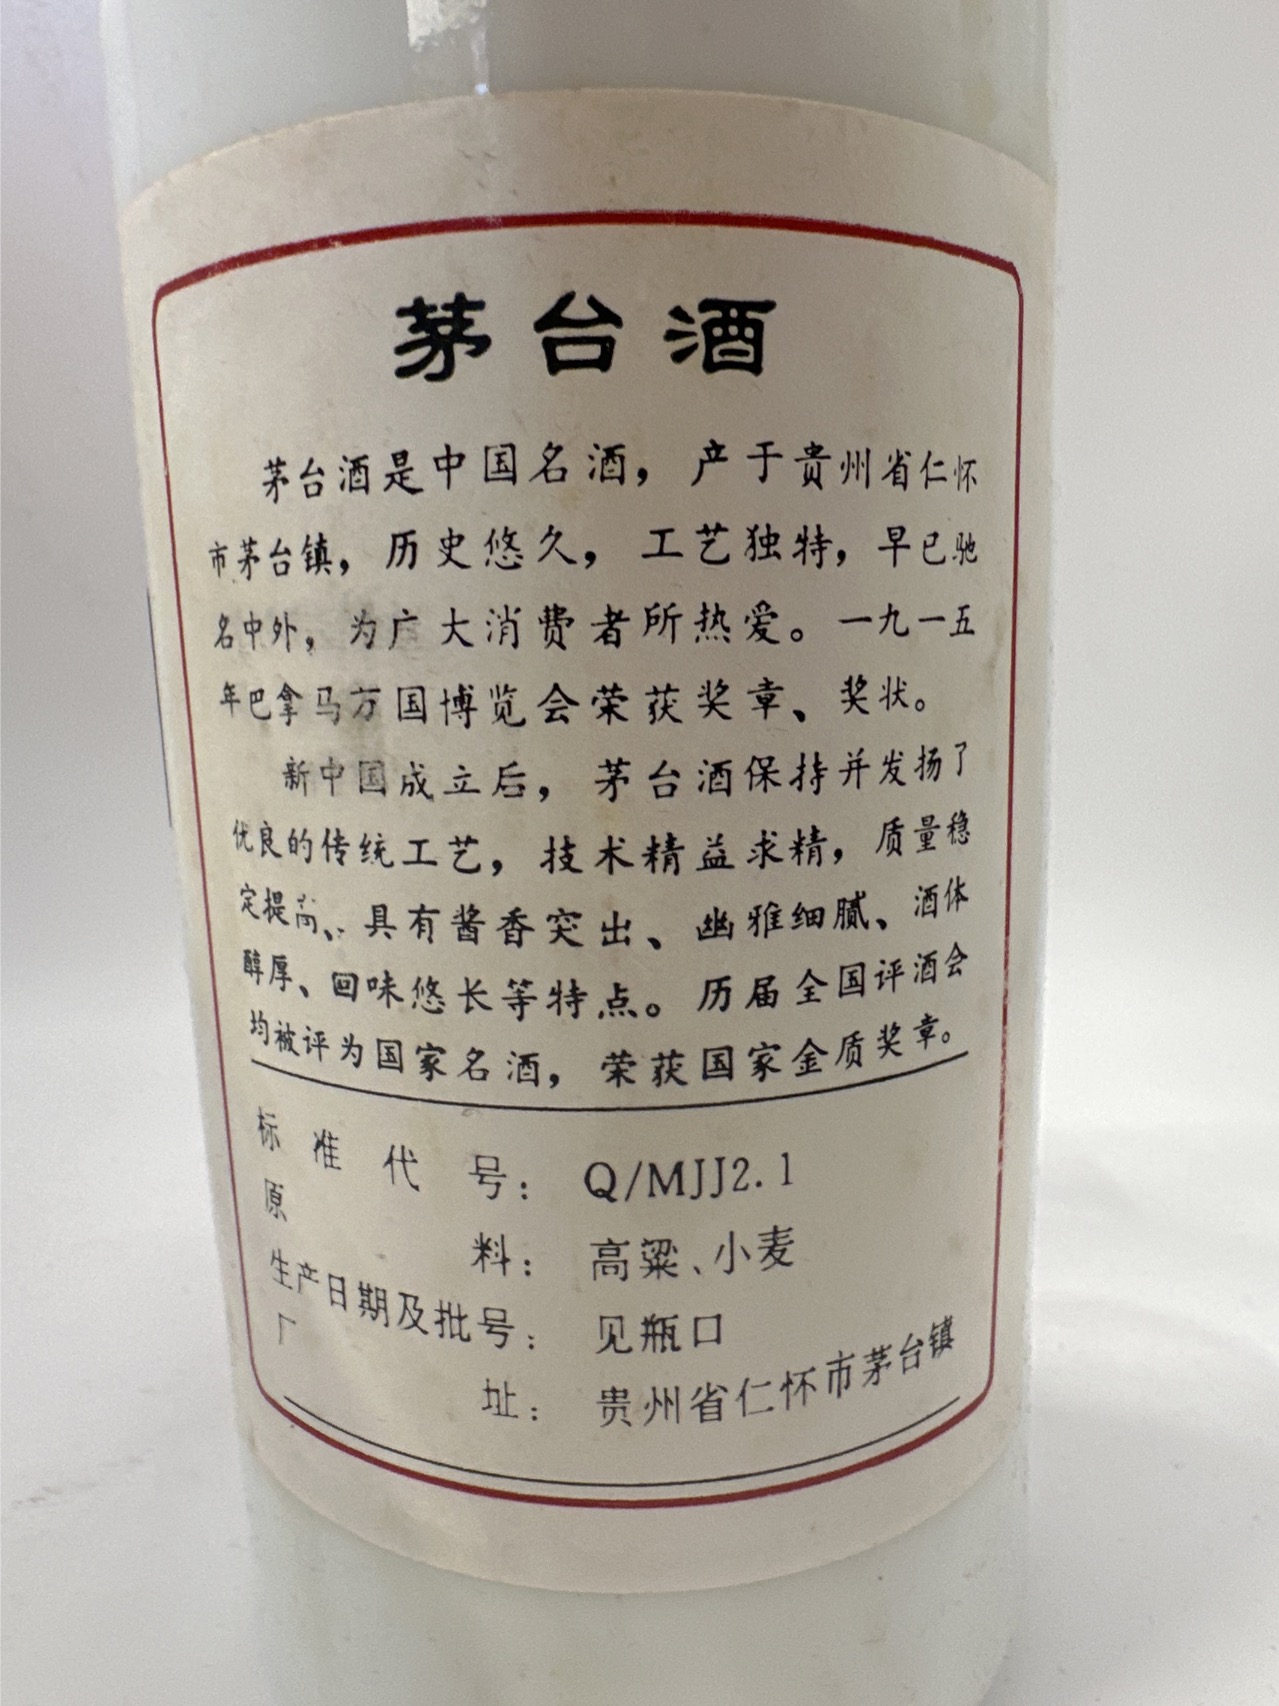 茅台酒
茅台酒是中国名酒，产于贵州省仁怀
市茅台镇，历史悠久，工艺独特，早已驰
名中外，为广大消费者所热爱。一九一五
年巴拿马万国博览会荣获奖章、奖状。
新中国成立后，茅台酒保持并发扬了
优良的传统工艺，技术精益求精，质量稳
定提高、具有酱香突出、幽雅细腻、酒体
醇厚、回味悠长等特点。历届全国评酒会
均被评为国家名酒，荣获国家金质奖章。
标准代号：Q/MJJ2.1
原料：高粱、小麦
生产日期及批号：见瓶口
厂址：贵州省仁怀市茅台镇